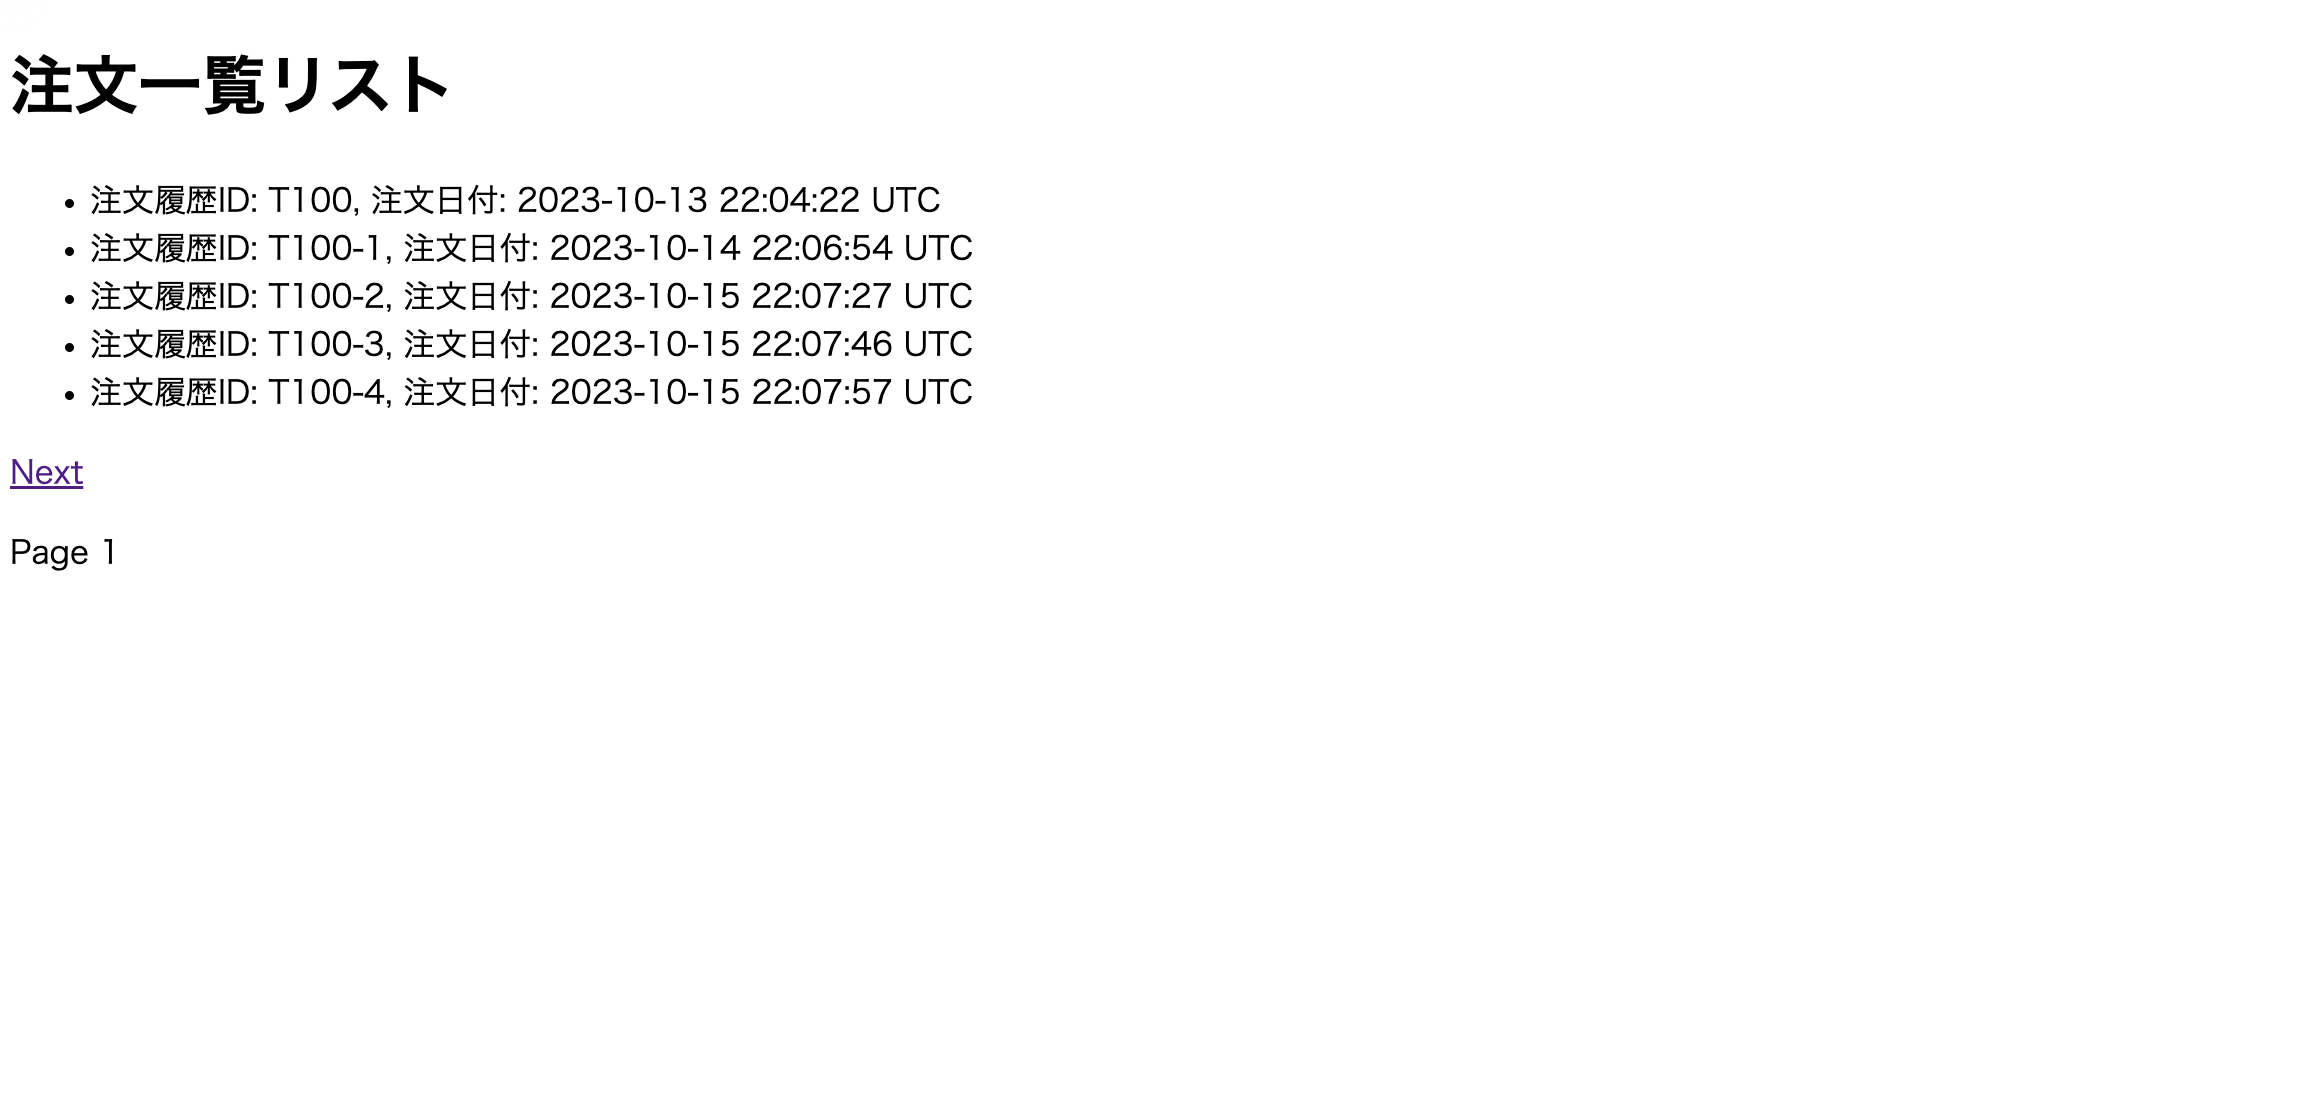 注文一覧リスト
• 注文履歴ID: T100, 注文日付: 2023-10-13 22:04:22 UTC
• 注文履歴ID: T100-1, 注文日付: 2023-10-14 22:06:54 UTC
• 注文履歴ID: T100-2, 注文日付: 2023-10-15 22:07:27 UTC
• 注文履歴ID: T100-3, 注文日付: 2023-10-15 22:07:46 UTC
• 注文履歴ID: T100-4, 注文日付: 2023-10-15 22:07:57 UTC
Next
Page 1